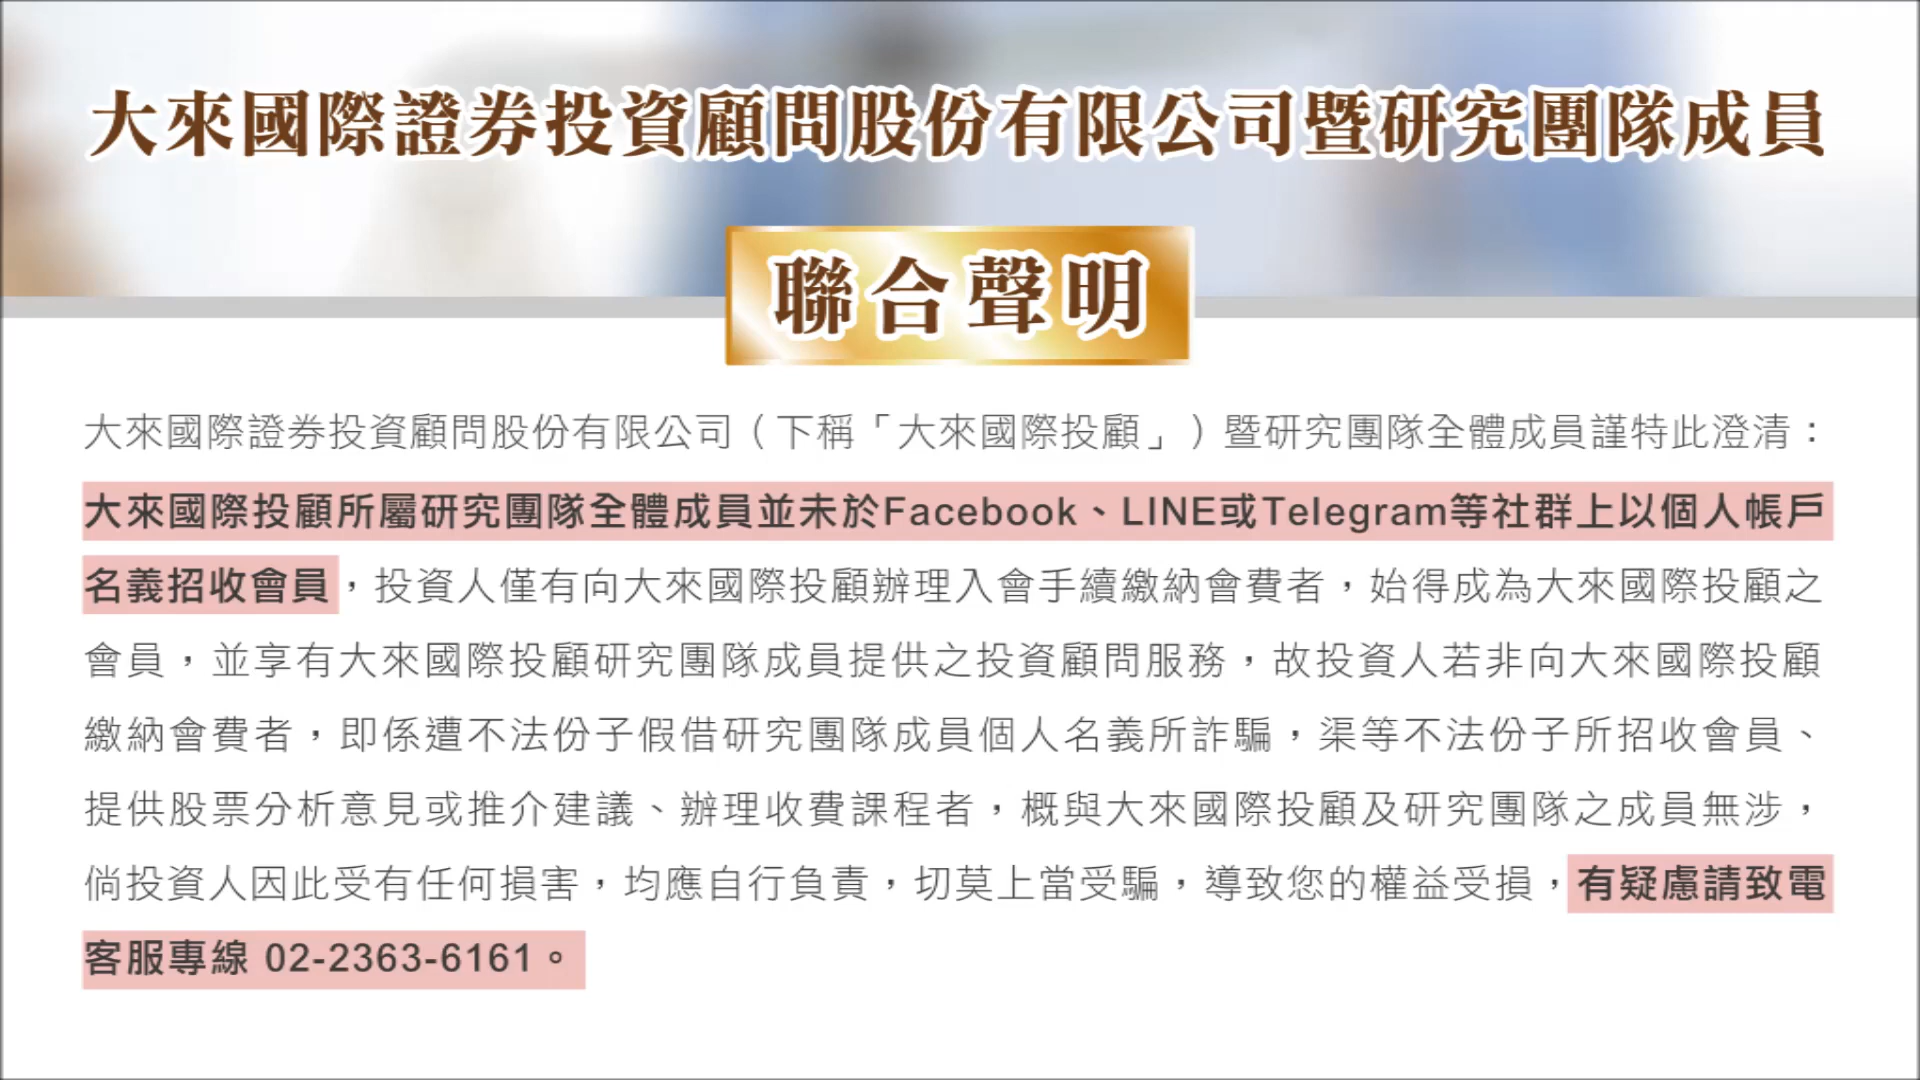 大來國際證券投資顧問股份有限公司暨研究團隊成員
聯合聲明
大來國際證券投資顧問股份有限公司（下稱「大來國際投顧」）暨研究團隊全體成員謹特此澄清：
大來國際投顧所屬研究團隊全體成員並未於Facebook、LINE或Telegram等社群上以個人帳戶
名義招收會員，投資人僅有向大來國際投顧辦理入會手續繳納會費者，始得成為大來國際投顧之
會員，並享有大來國際投顧研究團隊成員提供之投資顧問服務，故投資人若非向大來國際投顧
繳納會費者，即係遭不法份子假借研究團隊成員個人名義所詐騙，渠等不法份子所招收會員、
提供股票分析意見或推介建議、辦理收費課程者，概與大來國際投顧及研究團隊之成員無涉，
倘投資人因此受有任何損害，均應自行負責，切莫上當受騙，導致您的權益受損，有疑慮請致電
客服專線 02-2363-6161。